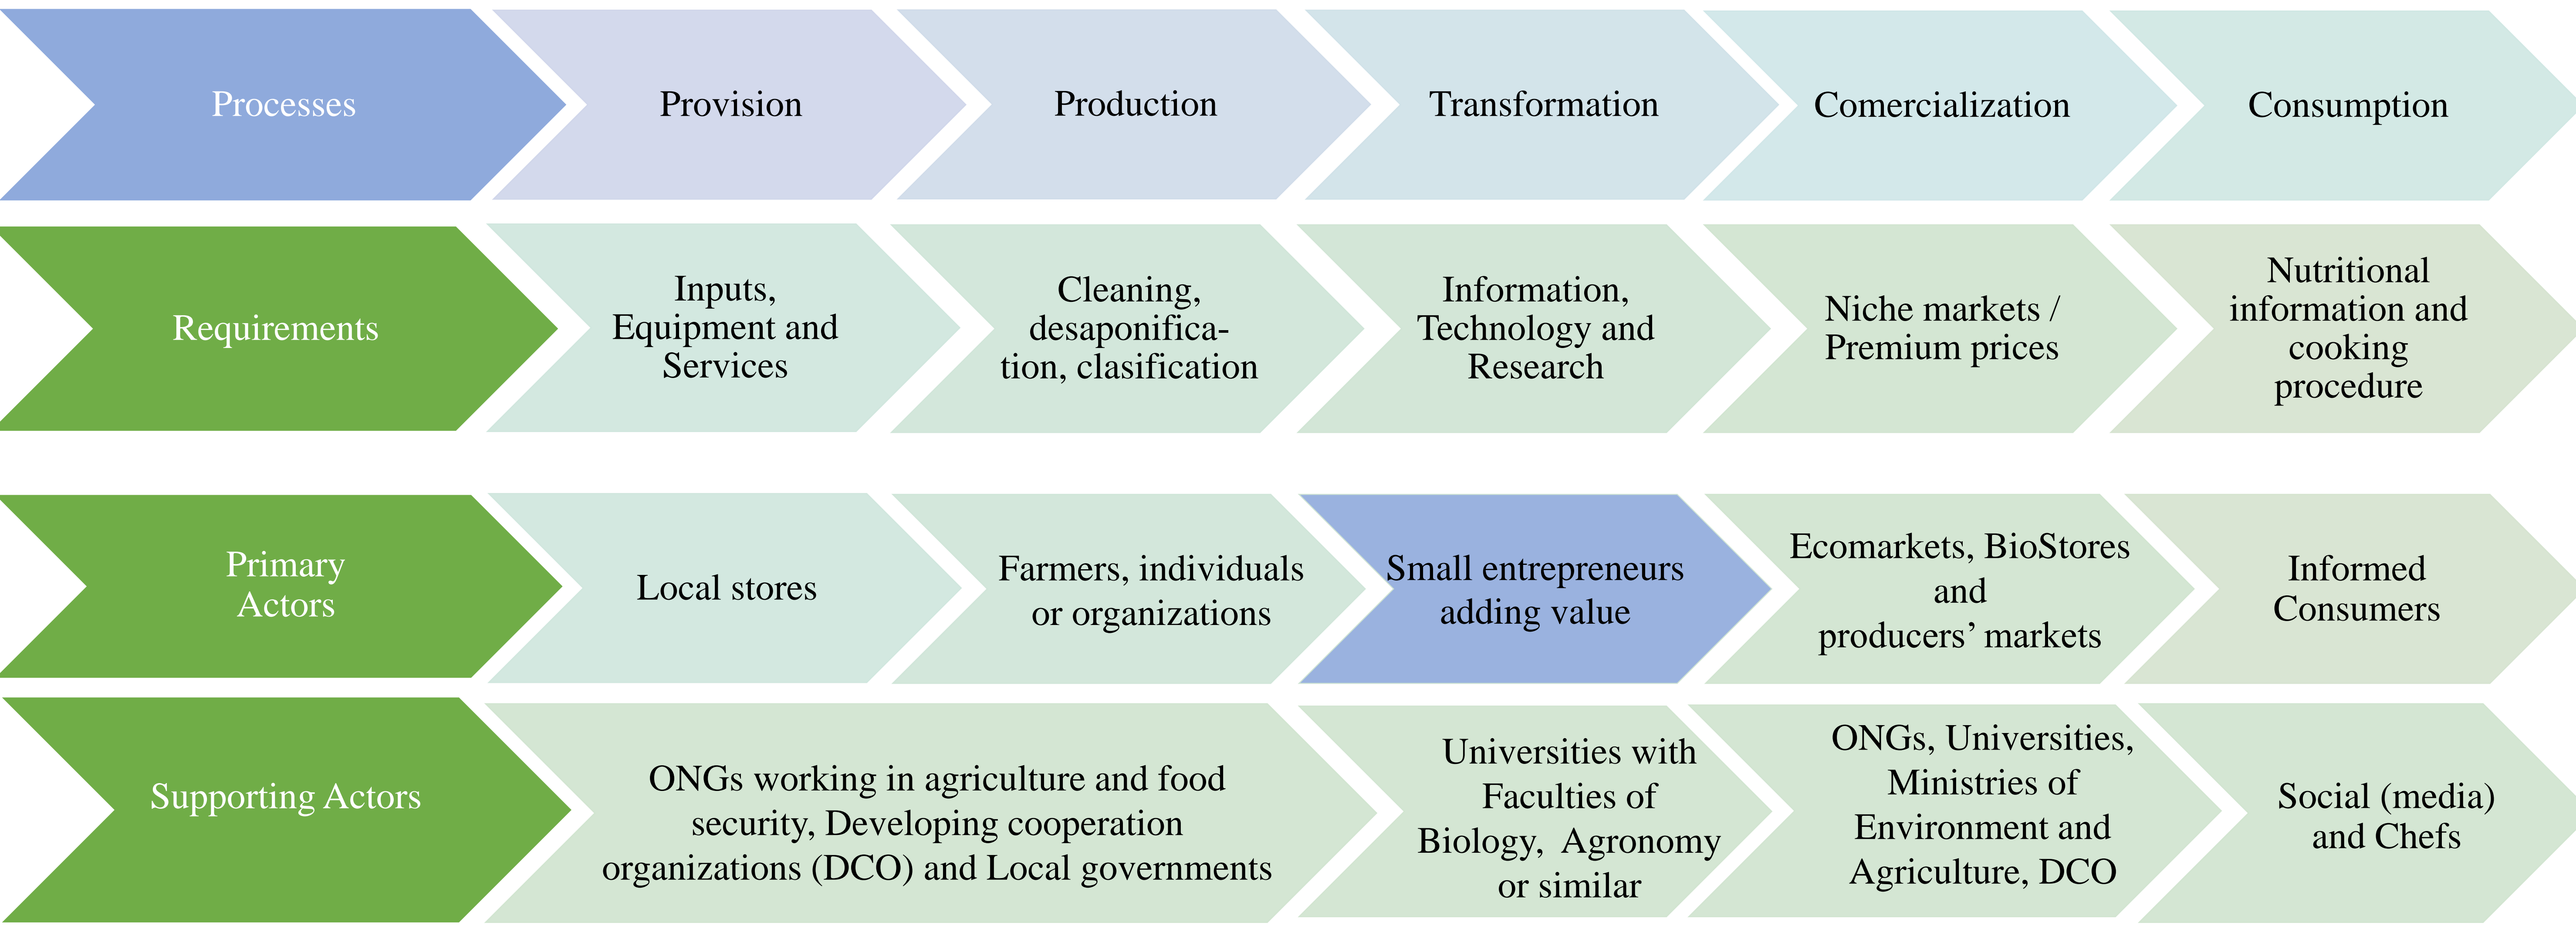 Processes
Provision
Production
Transformation
Comercialization
Consumption
Requirements
Inputs,
Equipment and
Services
Cleaning,
desaponifica-
tion, clasification
Information,
Technology and
Research
Niche markets /
Premium prices
Nutritional
information and
cooking
procedure
Primary
Actors
Local stores
Farmers, individuals
or organizations
Small entrepreneurs
adding value
Ecomarkets, BioStores
and
producers’ markets
Informed
Consumers
Supporting Actors
ONGs working in agriculture and food
security, Developing cooperation
organizations (DCO) and Local governments
Universities with
Faculties of
Biology,  Agronomy
or similar
ONGs, Universities,
Ministries of
Environment and
Agriculture, DCO
Social (media)
and Chefs